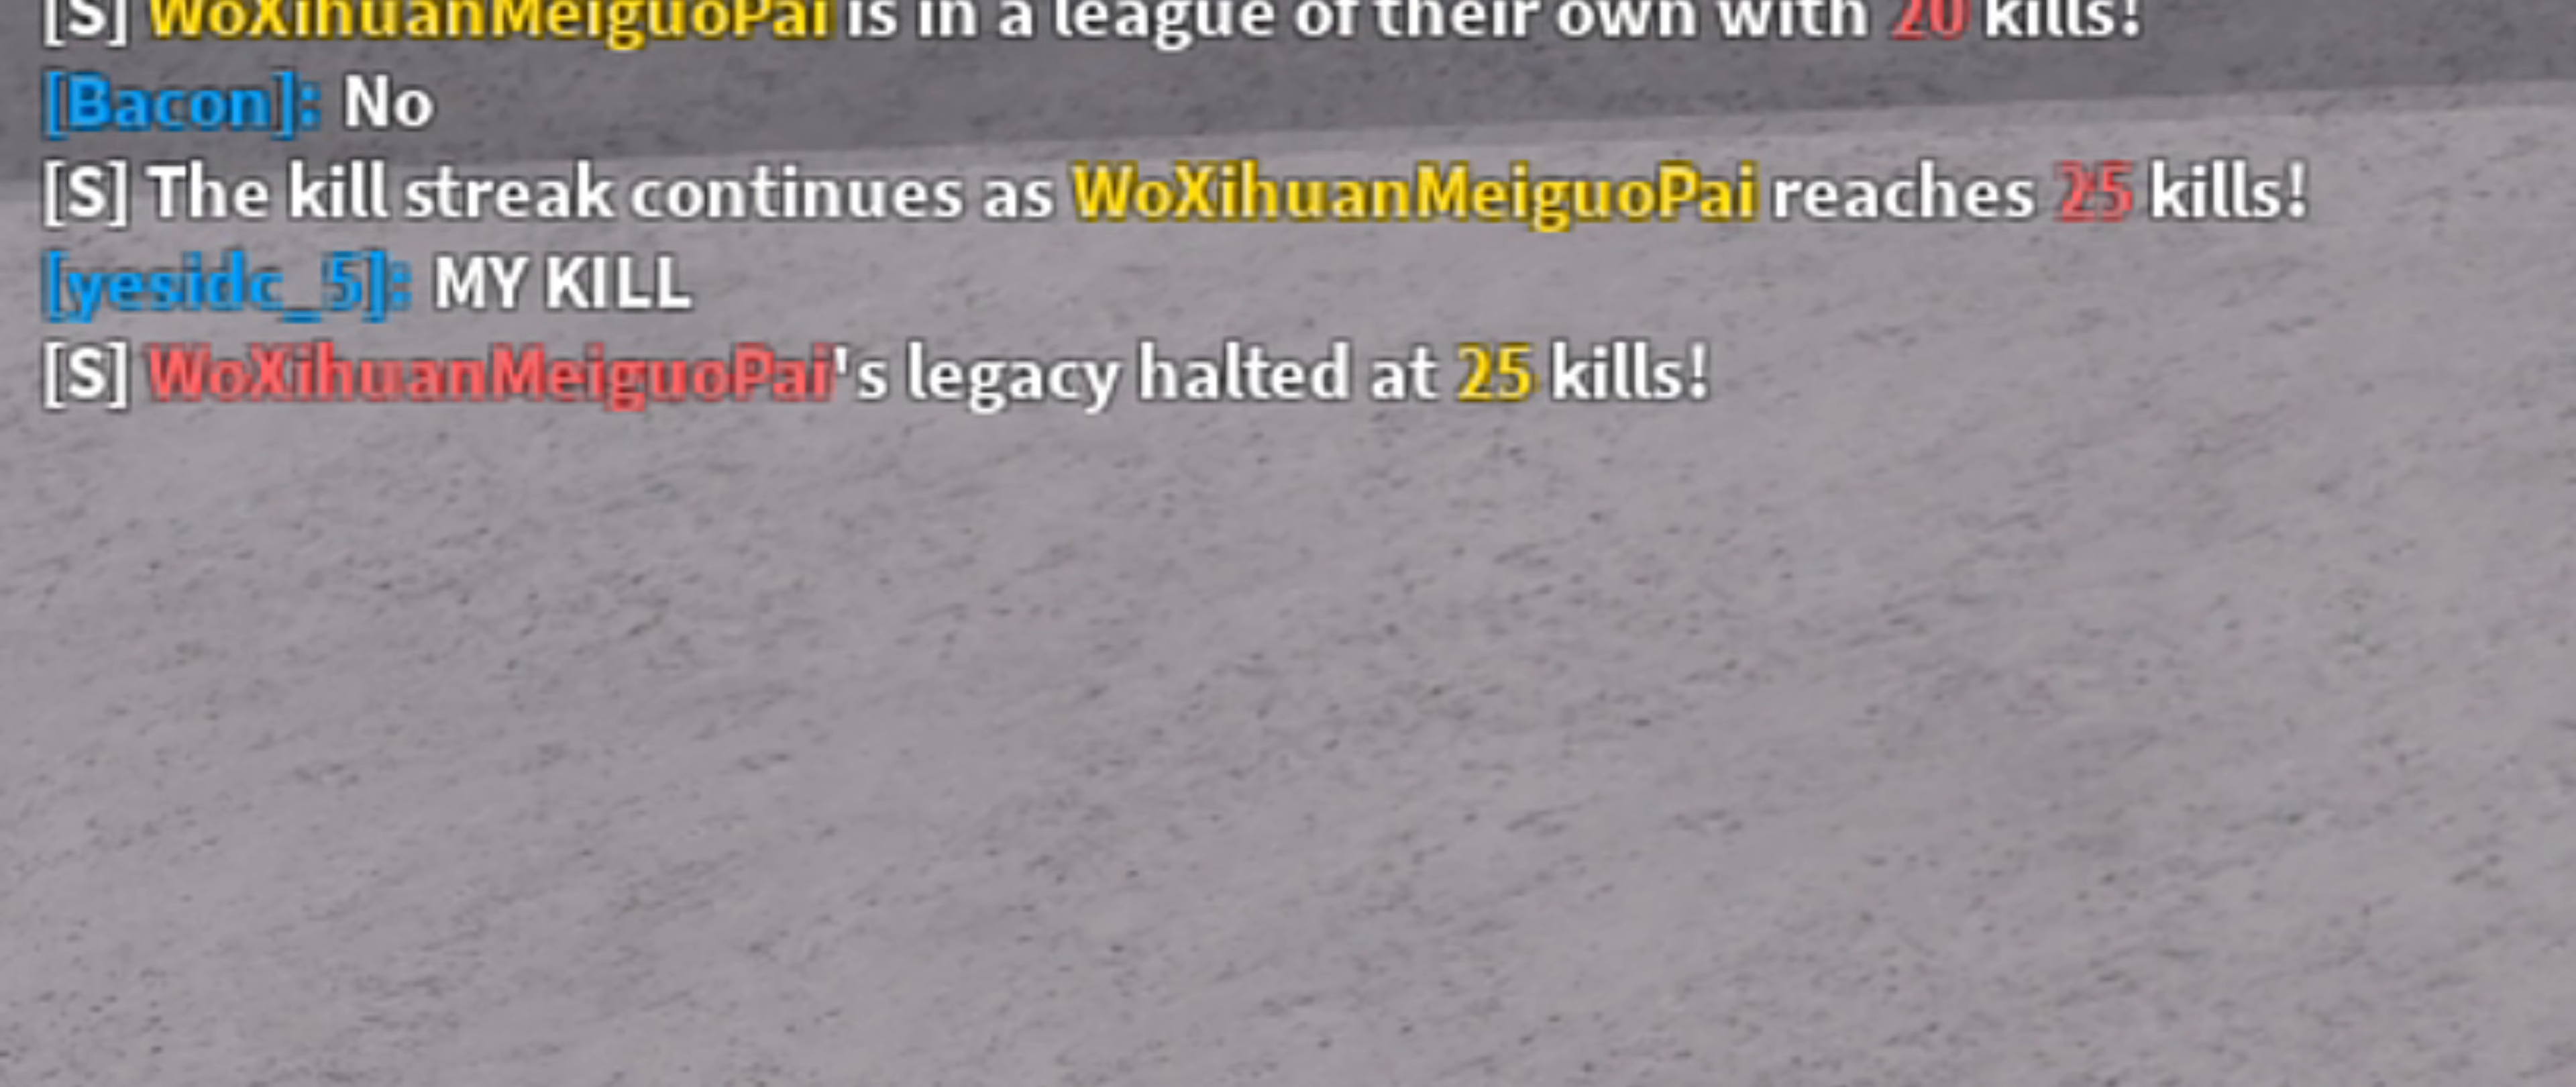 [S] WoXihuanMeiguoPai is in a league of their own with 20 kills!
[Bacon]: No
[S] The kill streak continues as WoXihuanMeiguoPai reaches 25 kills!
[yesidc_5]: MY KILL
[S] WoXihuanMeiguoPai's legacy halted at 25 kills!